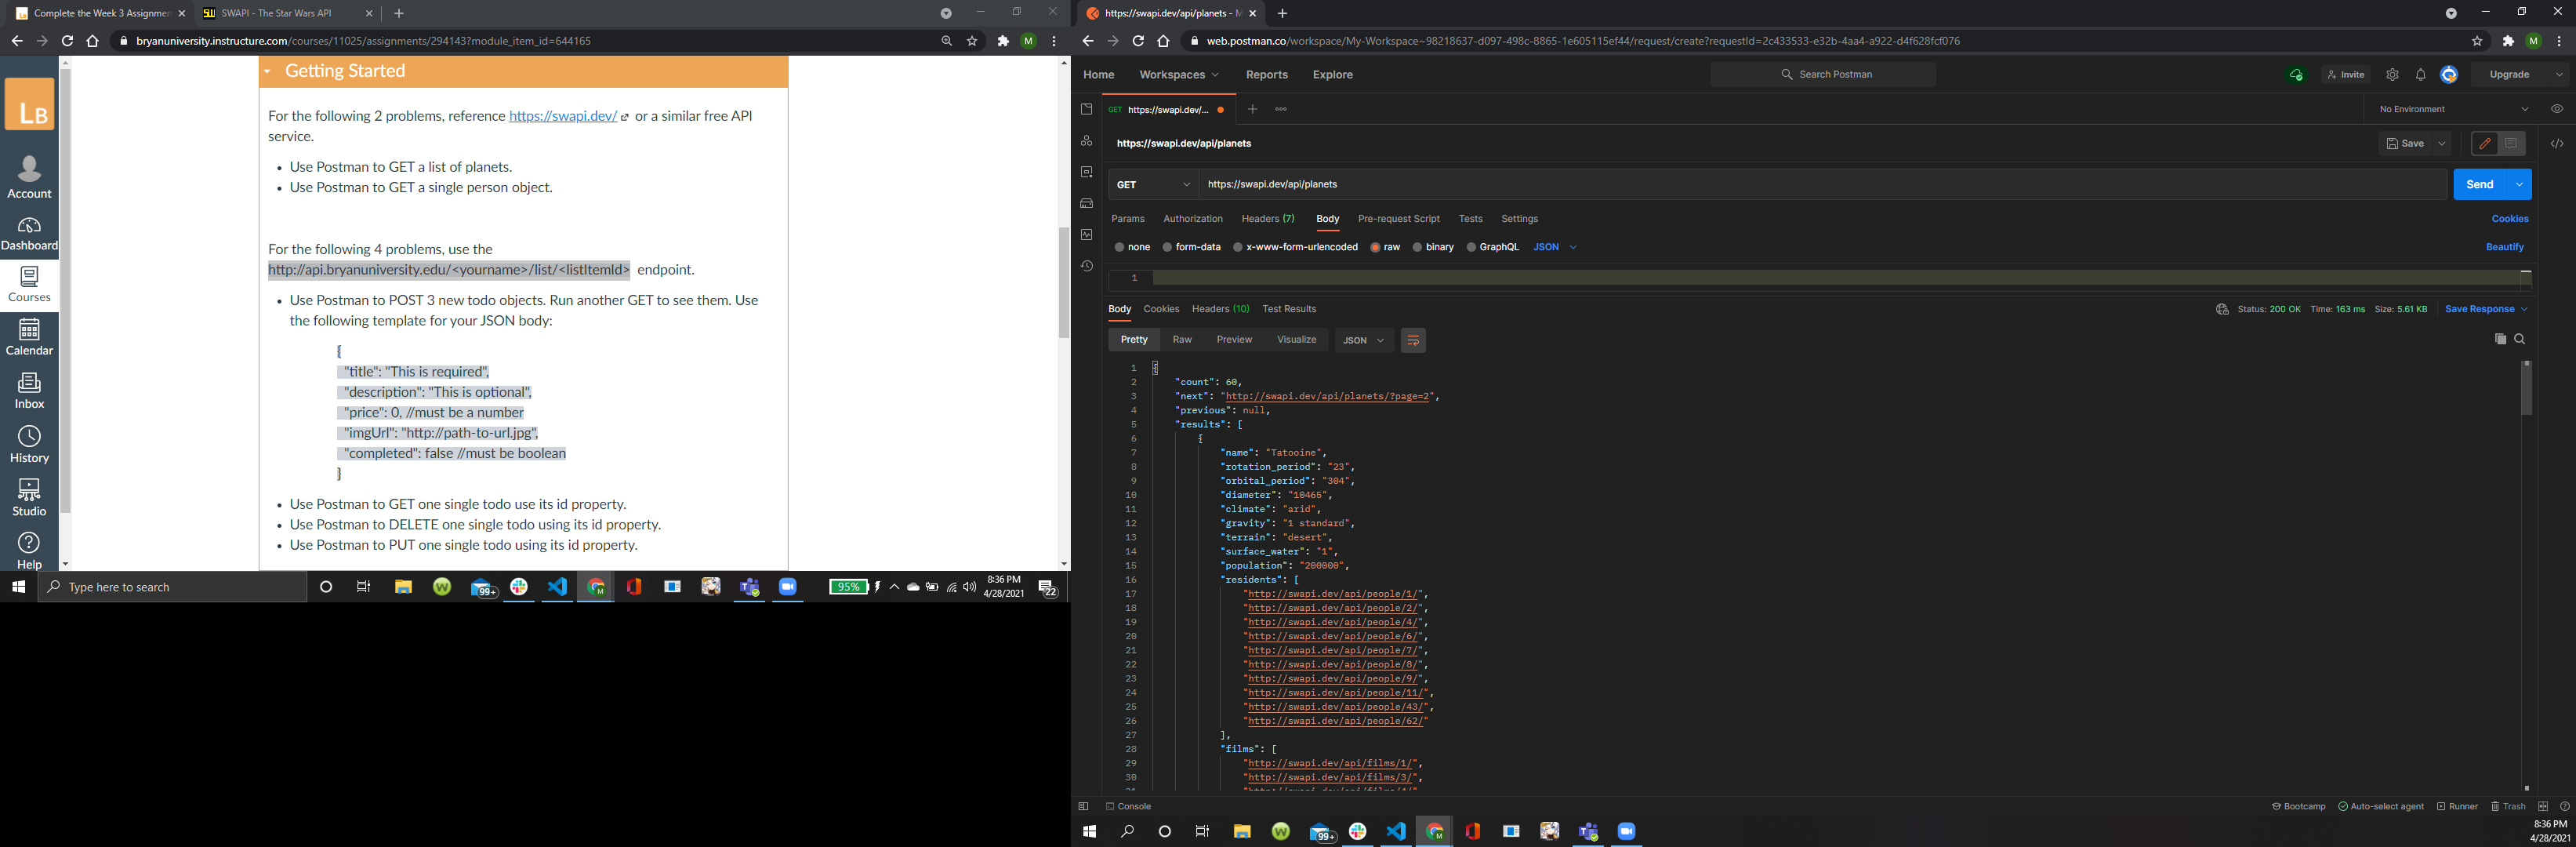 Complete the Week 3 Assignmen
SWAPI - The Star Wars API
bryanuniversity.instructure.com/courses/11025/assignments/294143?module_item_id=644165
M
LB
Account
Dashboard
Courses
Calendar
Inbox
History
Studio
Help
Getting Started
For the following 2 problems, reference https://swapi.dev/ or a similar free API
service.
• Use Postman to GET a list of planets.
• Use Postman to GET a single person object.
For the following 4 problems, use the
http://api.bryanuniversity.edu/<yourname>/list/<listItemId> endpoint.
• Use Postman to POST 3 new todo objects. Run another GET to see them. Use
the following template for your JSON body:
{
"title": "This is required",
"description": "This is optional",
"price": 0, //must be a number
"imgUrl": "http://path-to-url.jpg",
"completed": false //must be boolean
}
• Use Postman to GET one single todo use its id property.
• Use Postman to DELETE one single todo using its id property.
• Use Postman to PUT one single todo using its id property.
Type here to search
99+
95%
8:36 PM
4/28/2021
22
https://swapi.dev/api/planets - M
web.postman.co/workspace/My-Workspace~98218637-d097-498c-8865-1e605115ef44/request/create?requestId=2c433533-e32b-4aa4-a922-d4f628fcf076
M
Home Workspaces Reports Explore
Search Postman
Invite
Upgrade
GET https://swapi.dev/...
No Environment
https://swapi.dev/api/planets
Save
GET https://swapi.dev/api/planets
Send
Params Authorization Headers (7) Body Pre-request Script Tests Settings
Cookies
none form-data x-www-form-urlencoded raw binary GraphQL JSON
Beautify
1
Body Cookies Headers (10) Test Results
Status: 200 OK Time: 163 ms Size: 5.61 KB Save Response
Pretty Raw Preview Visualize JSON
1 {
2 "count": 60,
3 "next": "http://swapi.dev/api/planets/?page=2",
4 "previous": null,
5 "results": [
6 {
7 "name": "Tatooine",
8 "rotation_period": "23",
9 "orbital_period": "304",
10 "diameter": "10465",
11 "climate": "arid",
12 "gravity": "1 standard",
13 "terrain": "desert",
14 "surface_water": "1",
15 "population": "200000",
16 "residents": [
17 "http://swapi.dev/api/people/1/",
18 "http://swapi.dev/api/people/2/",
19 "http://swapi.dev/api/people/4/",
20 "http://swapi.dev/api/people/6/",
21 "http://swapi.dev/api/people/7/",
22 "http://swapi.dev/api/people/8/",
23 "http://swapi.dev/api/people/9/",
24 "http://swapi.dev/api/people/11/",
25 "http://swapi.dev/api/people/43/",
26 "http://swapi.dev/api/people/62/"
27 ],
28 "films": [
29 "http://swapi.dev/api/films/1/",
30 "http://swapi.dev/api/films/3/",
Console
Bootcamp Auto-select agent Runner Trash
99+
8:36 PM
4/28/2021